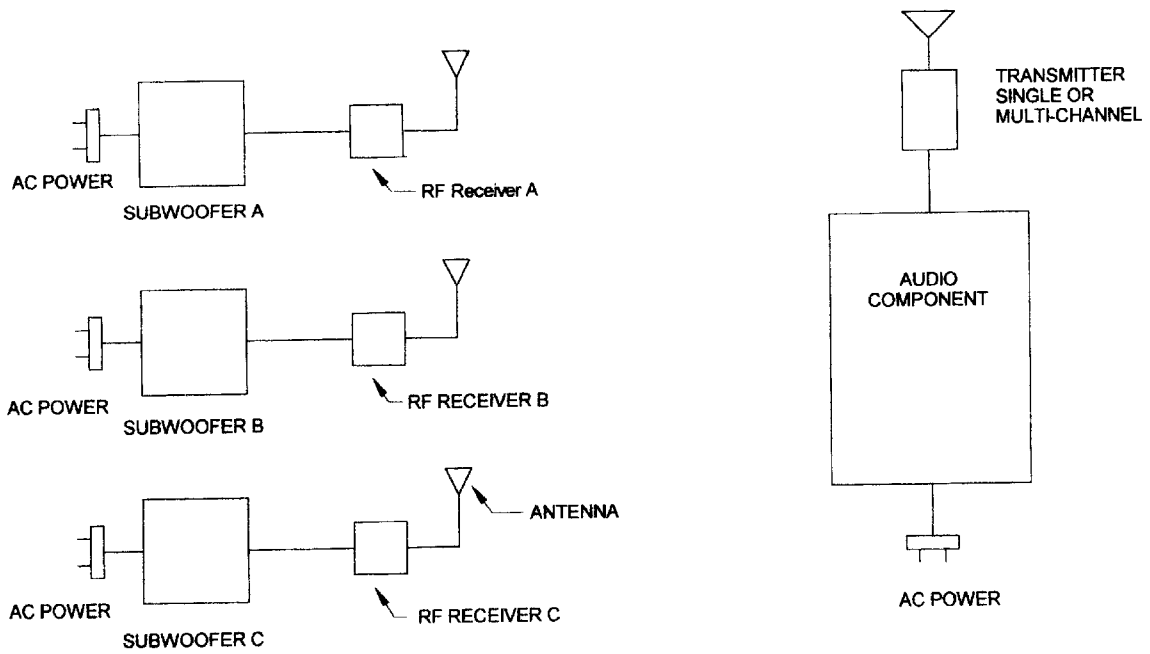 AC POWER
SUBWOOFER A
RF Receiver A
AC POWER
SUBWOOFER B
RF RECEIVER B
ANTENNA
AC POWER
SUBWOOFER C
RF RECEIVER C
TRANSMITTER
SINGLE OR
MULTI-CHANNEL
AUDIO
COMPONENT
AC POWER